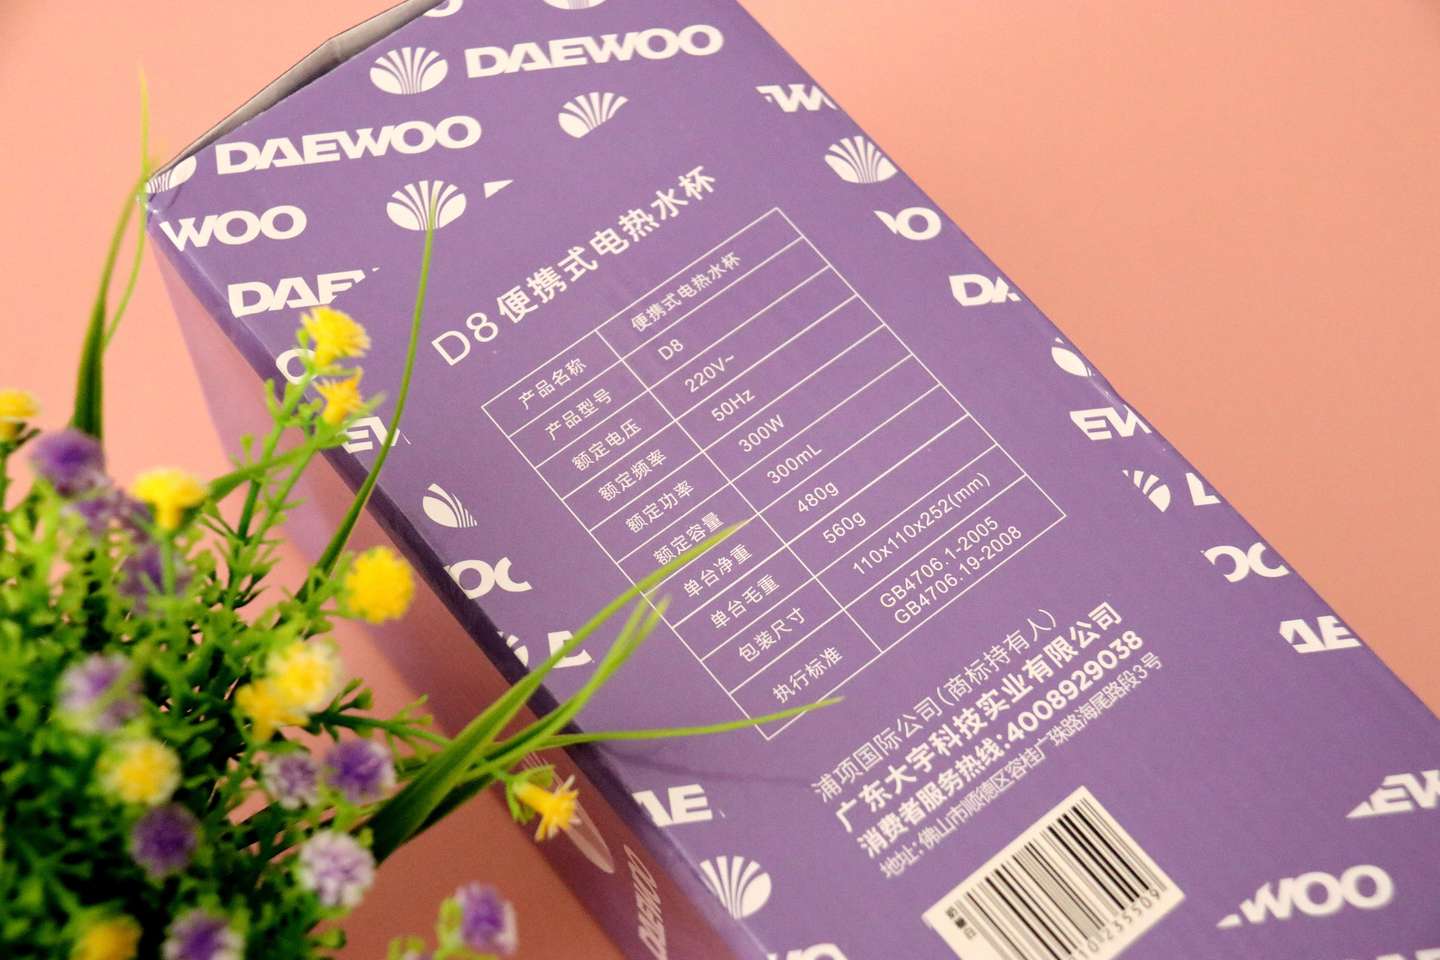 DAEWOO
DAEWOO
WOO
D8 便携式电热水杯
产品名称 便携式电热水杯
产品型号 D8
额定电压 220V~
额定频率 50Hz
额定功率 300W
额定容量 300mL
单台净重 480g
单台毛重 560g
包装尺寸 110x110x252(mm)
执行标准 GB4706.1-2005
GB4706.19-2008
浦项国际公司(商标持有人)
广东大宇科技实业有限公司
消费者服务热线:4008929038
地址:佛山市顺德区容桂广珠路海尾路段3号
WOO
DAEWOO